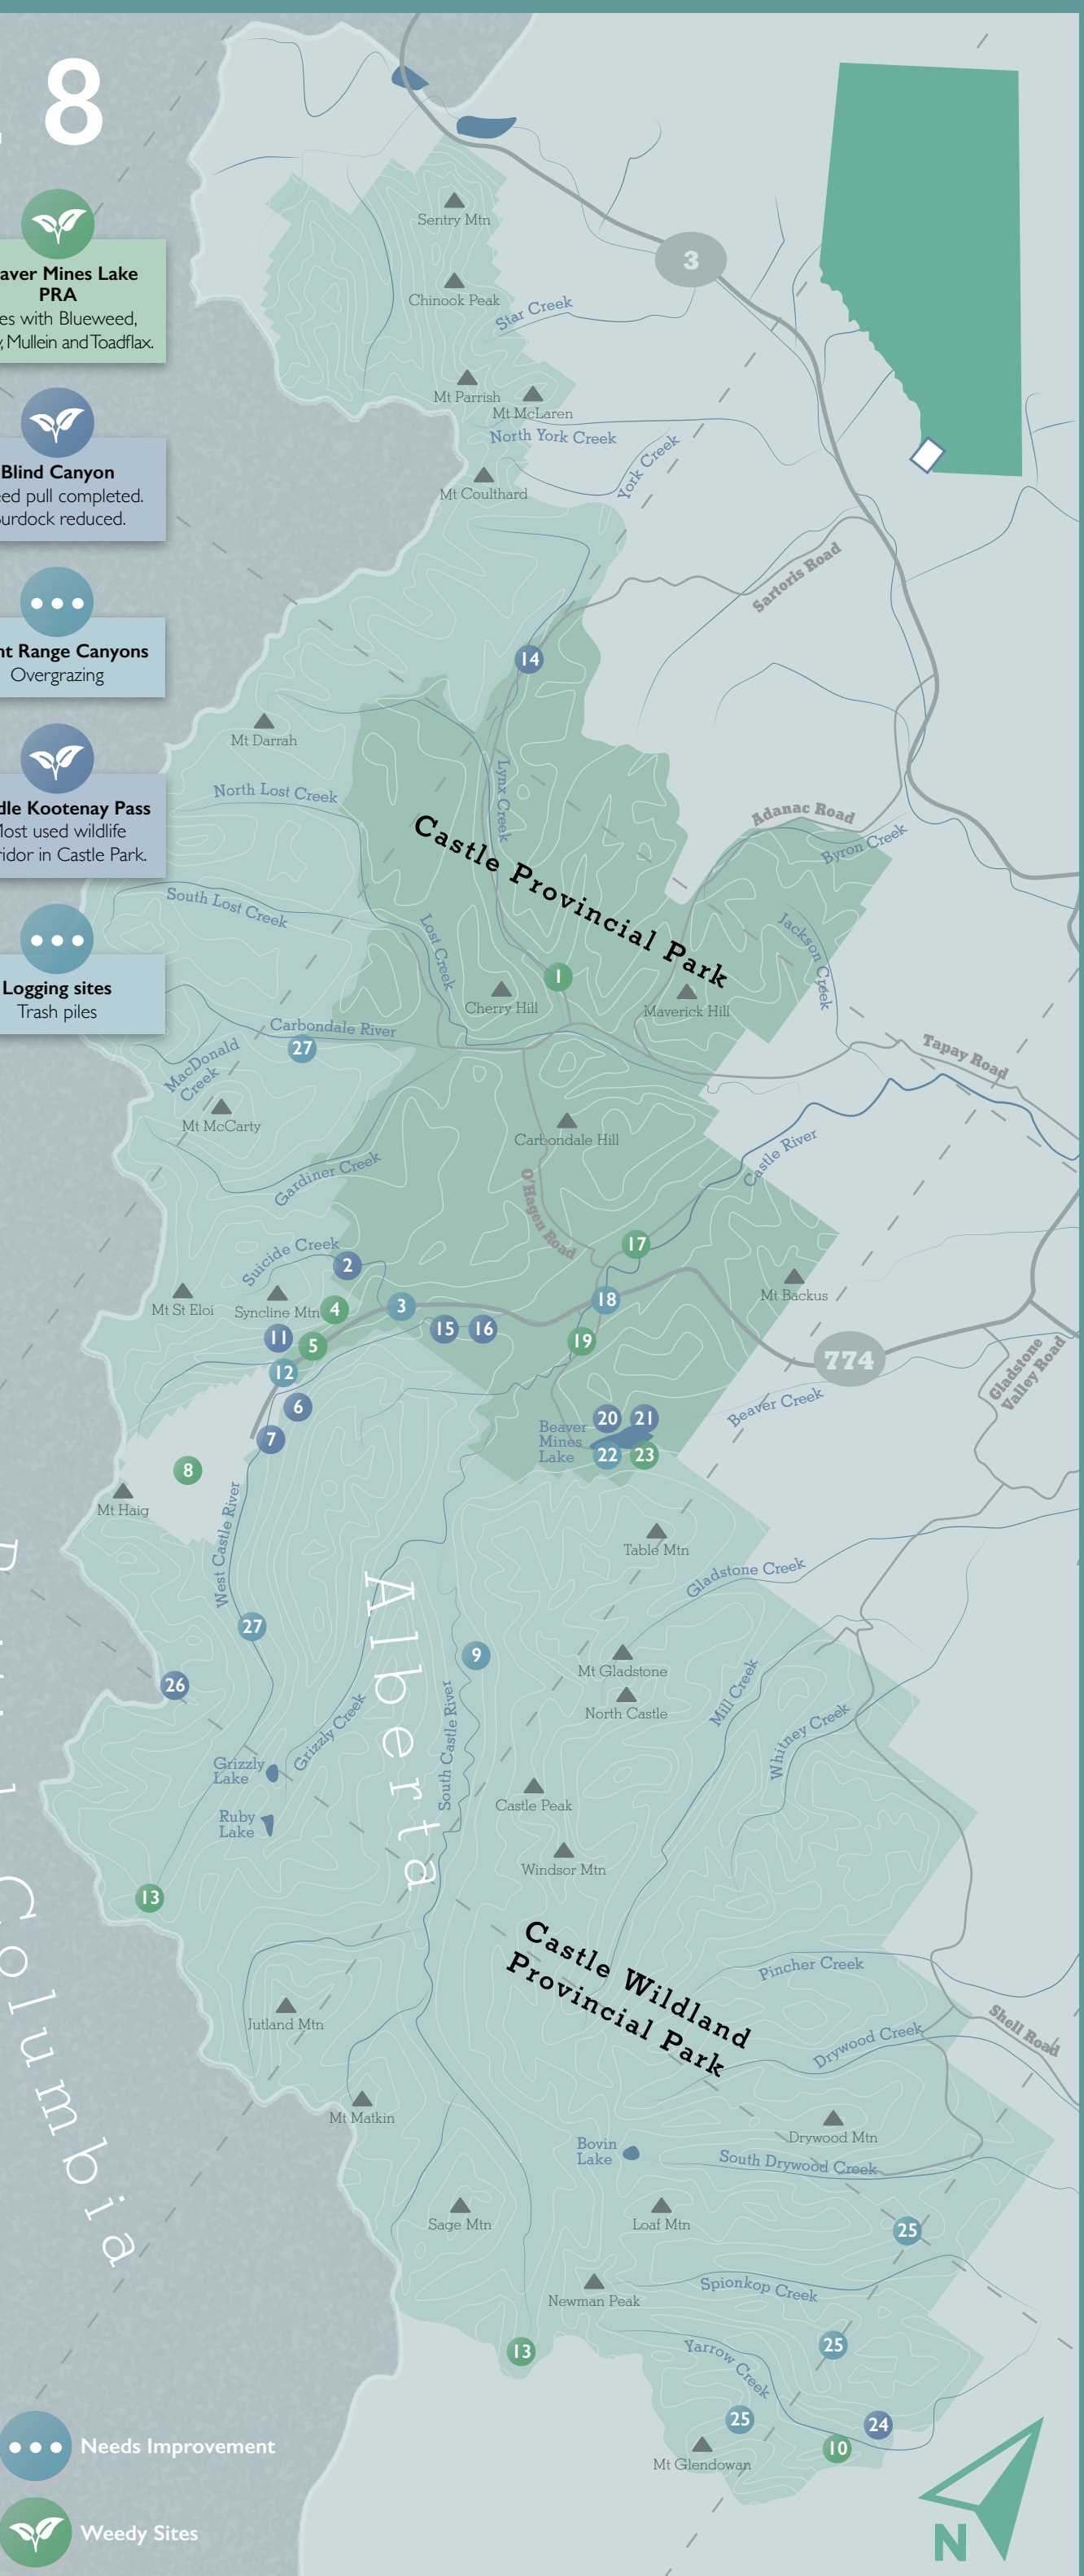 8
aver Mines Lake
PRA
es with Blueweed,
, Mullein and Toadflax.
Blind Canyon
eed pull completed.
urdock reduced.
nt Range Canyons
Overgrazing
dle Kootenay Pass
ost used wildlife
ridor in Castle Park.
Logging sites
Trash piles
Sentry Mtn
Chinook Peak
Star Creek
3
Mt Parrish
Mt McLaren
North York Creek
York Creek
Mt Coulthard
Sartoris Road
14
Mt Darrah
North Lost Creek
Lynx Creek
Castle Provincial Park
Adanac Road
Byron Creek
South Lost Creek
Lost Creek
Jackson Creek
1
Cherry Hill
Maverick Hill
Carbondale River
27
MacDonald
Creek
Tapay Road
Mt McCarty
Carbondale Hill
Castle River
Gardiner Creek
O'Hagen Road
Suicide Creek
2
17
Mt St Eloi
Syncline Mtn
4
3
18
Mt Backus
11
5
15
16
19
774
Gladstone
Valley Road
12
6
7
Beaver
Mines
Lake
20
21
22
23
Beaver Creek
8
Mt Haig
West Castle River
Table Mtn
Gladstone Creek
Alberta
27
9
Mt Gladstone
North Castle
Mill Creek
Whitney Creek
26
Grizzly Creek
South Castle River
Grizzly
Lake
Ruby
Lake
Castle Peak
Windsor Mtn
13
Castle Wildland
Provincial Park
Pincher Creek
Jutland Mtn
Drywood Creek
Shell Road
Columbia
Mt Matkin
Bovin
Lake
Drywood Mtn
South Drywood Creek
Sage Mtn
Loaf Mtn
25
Newman Peak
Spionkop Creek
13
Yarrow Creek
25
25
24
10
Mt Glendowan
Needs Improvement
Weedy Sites
N